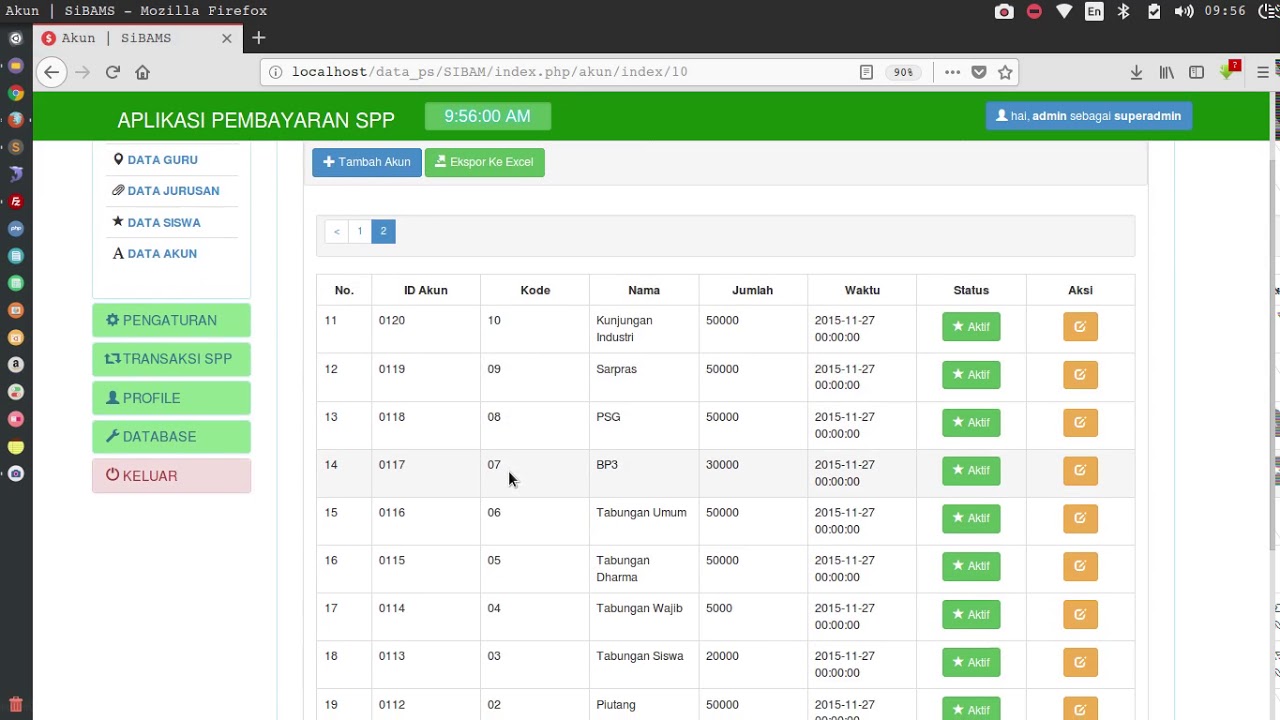 Akun | SiBAMS - Mozilla Firefox
En
09:56
Akun | SiBAMS
localhost/data_ps/SIBAM/index.php/akun/index/10
90%
APLIKASI PEMBAYARAN SPP
9:56:00 AM
hai, admin sebagai superadmin
DATA GURU
DATA JURUSAN
DATA SISWA
DATA AKUN
PENGATURAN
TRANSAKSI SPP
PROFILE
DATABASE
KELUAR
Tambah Akun
Ekspor Ke Excel
< 1 2
No. ID Akun Kode Nama Jumlah Waktu Status Aksi
11 0120 10 Kunjungan Industri 50000 2015-11-27 00:00:00 Aktif
12 0119 09 Sarpras 50000 2015-11-27 00:00:00 Aktif
13 0118 08 PSG 50000 2015-11-27 00:00:00 Aktif
14 0117 07 BP3 30000 2015-11-27 00:00:00 Aktif
15 0116 06 Tabungan Umum 50000 2015-11-27 00:00:00 Aktif
16 0115 05 Tabungan Dharma 50000 2015-11-27 00:00:00 Aktif
17 0114 04 Tabungan Wajib 5000 2015-11-27 00:00:00 Aktif
18 0113 03 Tabungan Siswa 20000 2015-11-27 00:00:00 Aktif
19 0112 02 Piutang 50000 2015-11-27 Aktif